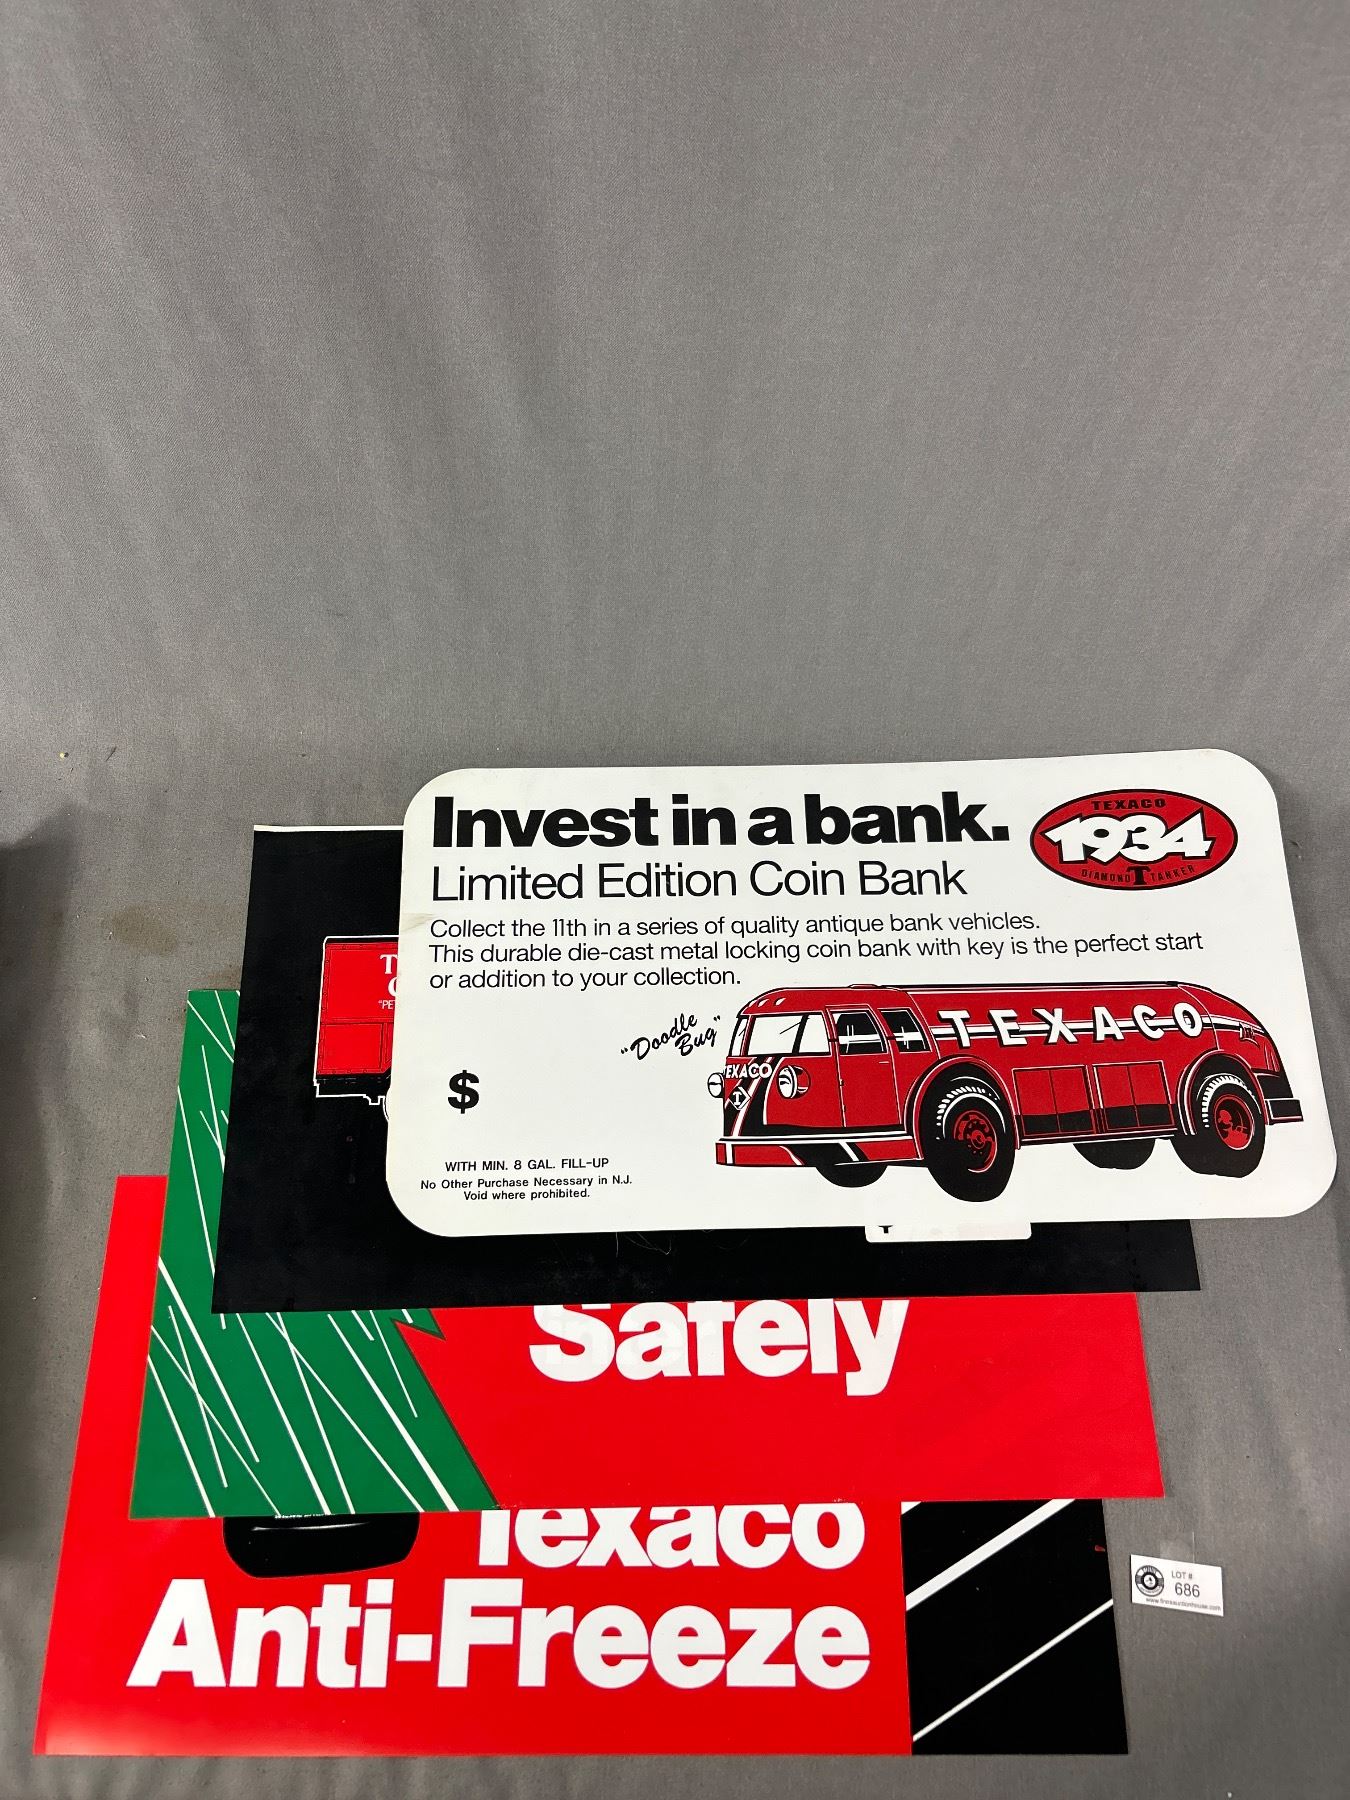 Invest in a bank.
TEXACO
1934
DIAMOND T TANKER
Limited Edition Coin Bank
Collect the 11th in a series of quality antique bank vehicles.
This durable die-cast metal locking coin bank with key is the perfect start
or addition to your collection.
"Doodle
Bug"
TEXACO
TEXACO
T
$
WITH MIN. 8 GAL. FILL-UP
No Other Purchase Necessary in N.J.
Void where prohibited.
Safely
Texaco
Anti-Freeze
LOT #
686